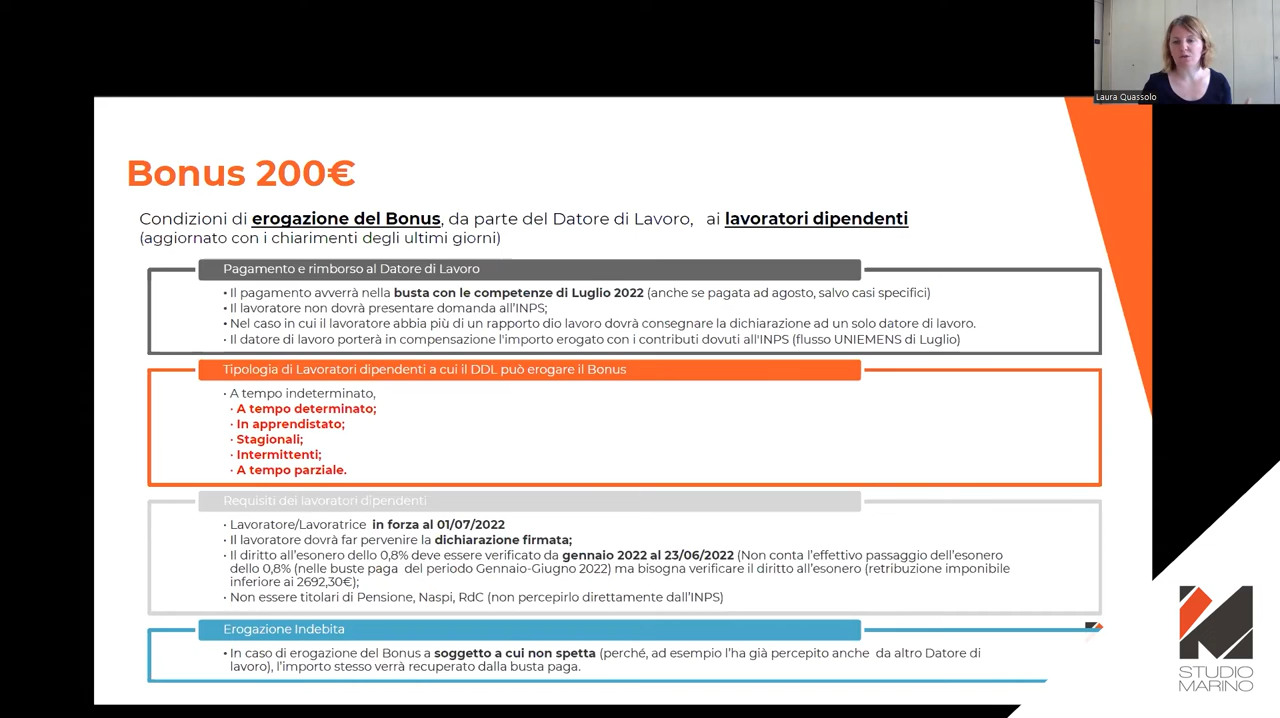 Laura Quassolo
Bonus 200€
Condizioni di erogazione del Bonus, da parte del Datore di Lavoro, ai lavoratori dipendenti
(aggiornato con i chiarimenti degli ultimi giorni)
Pagamento e rimborso al Datore di Lavoro
• Il pagamento avverrà nella busta con le competenze di Luglio 2022 (anche se pagata ad agosto, salvo casi specifici)
• Il lavoratore non dovrà presentare domanda all'INPS;
• Nel caso in cui il lavoratore abbia più di un rapporto dio lavoro dovrà consegnare la dichiarazione ad un solo datore di lavoro.
• Il datore di lavoro porterà in compensazione l'importo erogato con i contributi dovuti all'INPS (flusso UNIEMENS di Luglio)
Tipologia di Lavoratori dipendenti a cui il DDL può erogare il Bonus
• A tempo indeterminato,
• A tempo determinato;
• In apprendistato;
• Stagionali;
• Intermittenti;
• A tempo parziale.
Requisiti dei lavoratori dipendenti
• Lavoratore/Lavoratrice in forza al 01/07/2022
• Il lavoratore dovrà far pervenire la dichiarazione firmata;
• Il diritto all'esonero dello 0,8% deve essere verificato da gennaio 2022 al 23/06/2022 (Non conta l'effettivo passaggio dell'esonero
dello 0,8% (nelle buste paga del periodo Gennaio-Giugno 2022) ma bisogna verificare il diritto all'esonero (retribuzione imponibile
inferiore ai 2692,30€);
• Non essere titolari di Pensione, Naspi, RdC (non percepirlo direttamente dall'INPS)
Erogazione Indebita
• In caso di erogazione del Bonus a soggetto a cui non spetta (perché, ad esempio l'ha già percepito anche da altro Datore di
lavoro), l'importo stesso verrà recuperato dalla busta paga.
STUDIO
MARINO